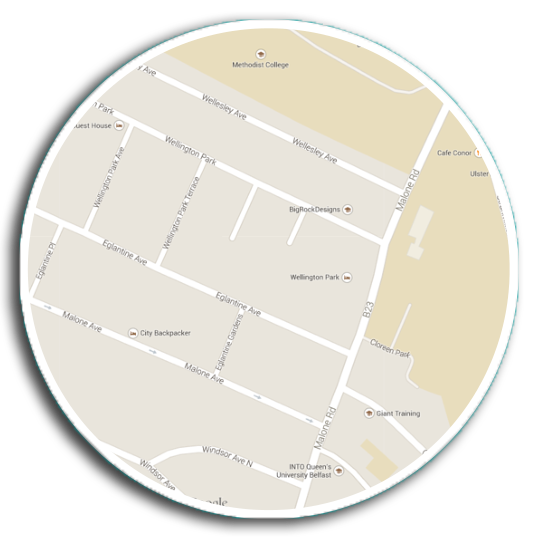 Methodist College
y Ave
Wellesley Ave
Wellesley Ave
n Park
uest House
Wellington Park
Wellington Park Ave
Wellington Park Terrace
Cafe Conor
Ulster
Malone Rd
BigRockDesigns
Eglantine Ave
Eglantine Pl
Wellington Park
Eglantine Ave
B23
Malone Ave
City Backpacker
Eglantine Gardens
Cloreen Park
Malone Ave
Malone Rd
Giant Training
Windsor Ave N
Windsor Ave
INTO Queen's
University Belfast